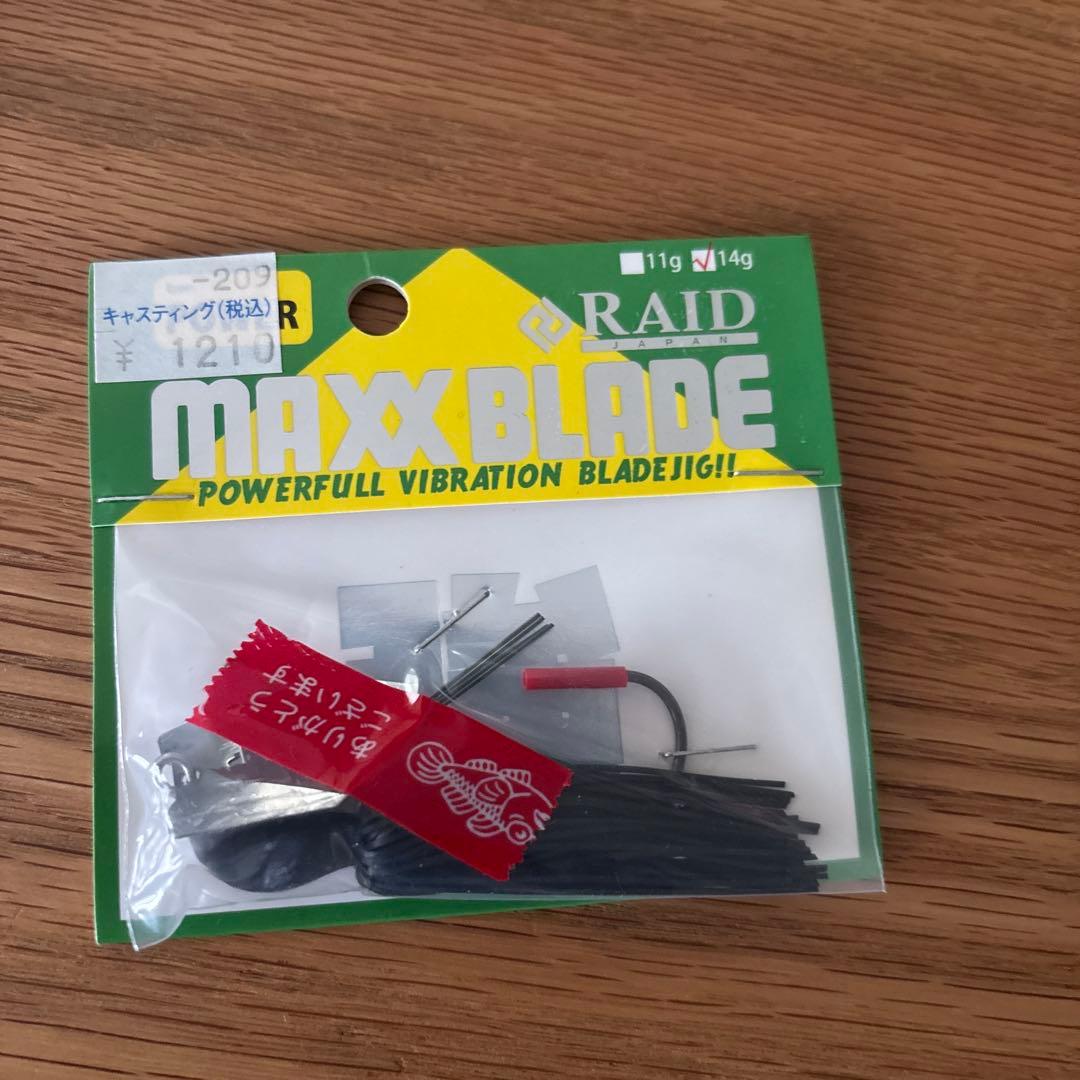 -209
キャスティング(税込)
¥ 1210
R
11g 14g
RAID
JAPAN
MAXXBLADE
POWERFULL VIBRATION BLADEJIG!!
ありがとう
ございます